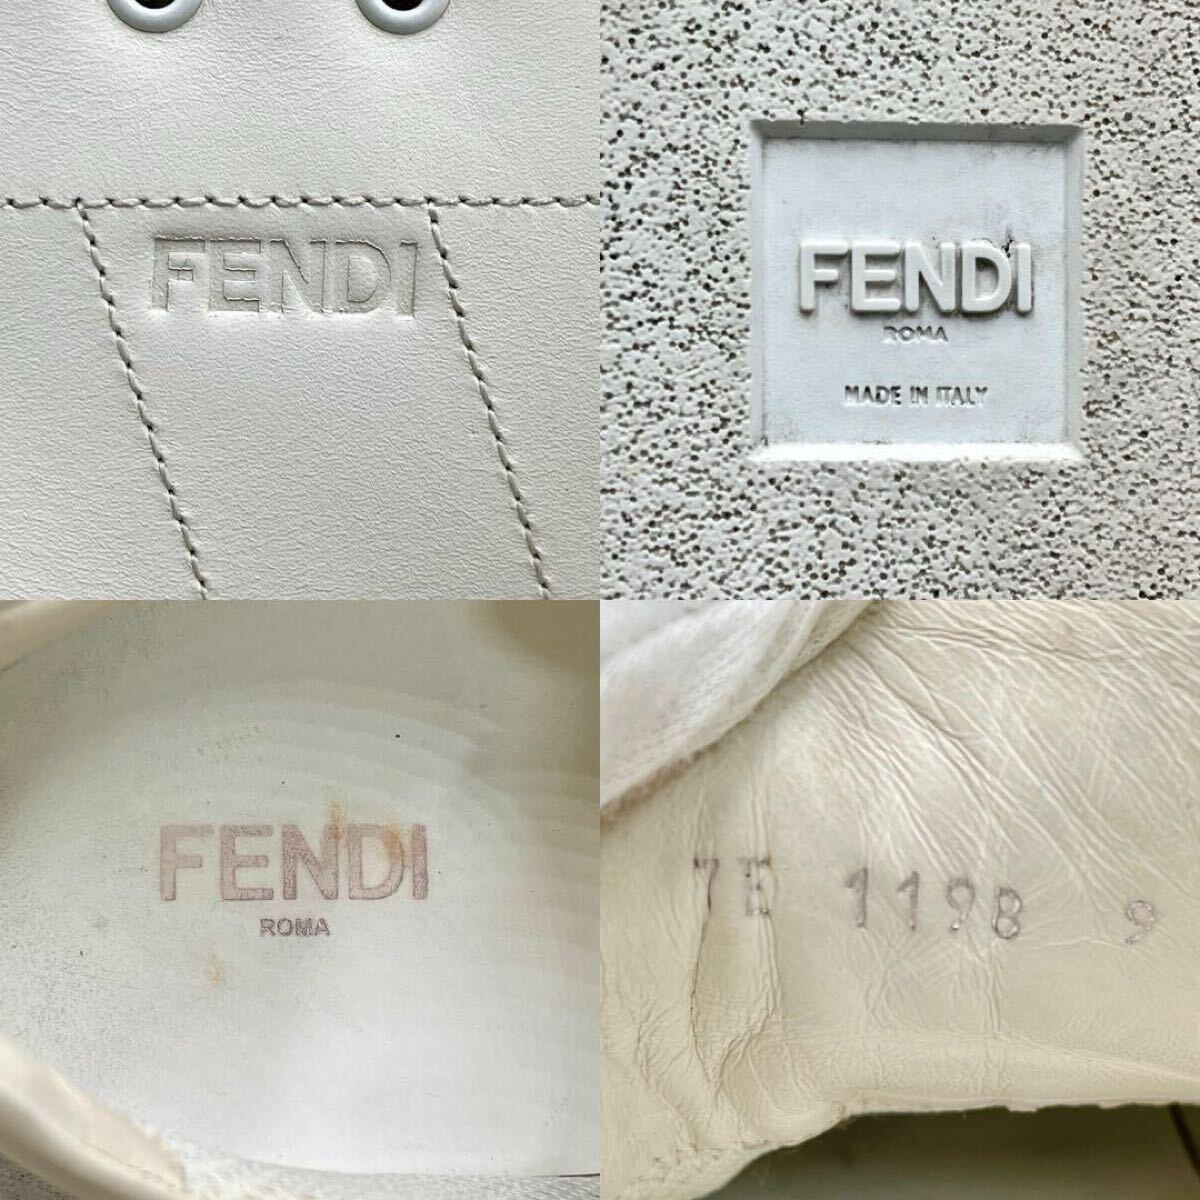 FENDI
FENDI
ROMA
MADE IN ITALY
FENDI
ROMA
7E 1198 9